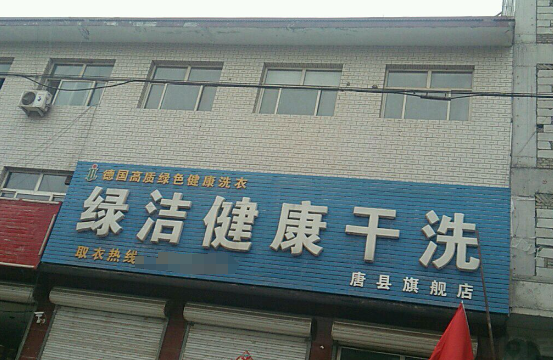 德国高质绿色健康洗衣
绿洁健康干洗
取衣热线
唐县旗舰店